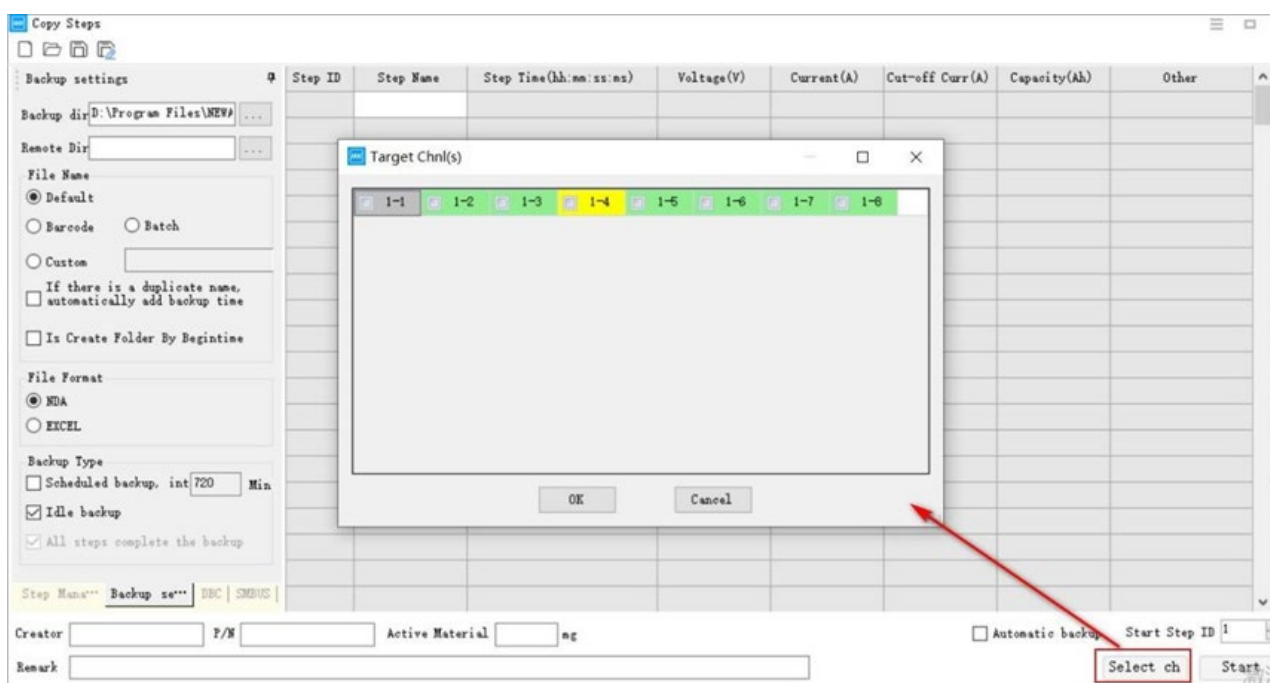 Copy Steps
Backup settings
Step ID Step Name Step Time(hh:mm:ss:ms) Voltage(V) Current(A) Cut-off Curr(A) Capacity(Ah) Other
Backup dir D:\Program Files\NEWA ...
Remote Dir ...
File Name
Default
Barcode Batch
Custom
If there is a duplicate name,
automatically add backup time
Is Create Folder By Begintime
File Format
NDA
EXCEL
Backup Type
Scheduled backup, int 720 Min
Idle backup
All steps complete the backup
Step Mana... Backup se... DBC SMBUS
Target Chnl(s)
1-1 1-2 1-3 1-4 1-5 1-6 1-7 1-8
OK Cancel
Creator P/N Active Material mg Automatic backup Start Step ID 1
Remark Select ch Start